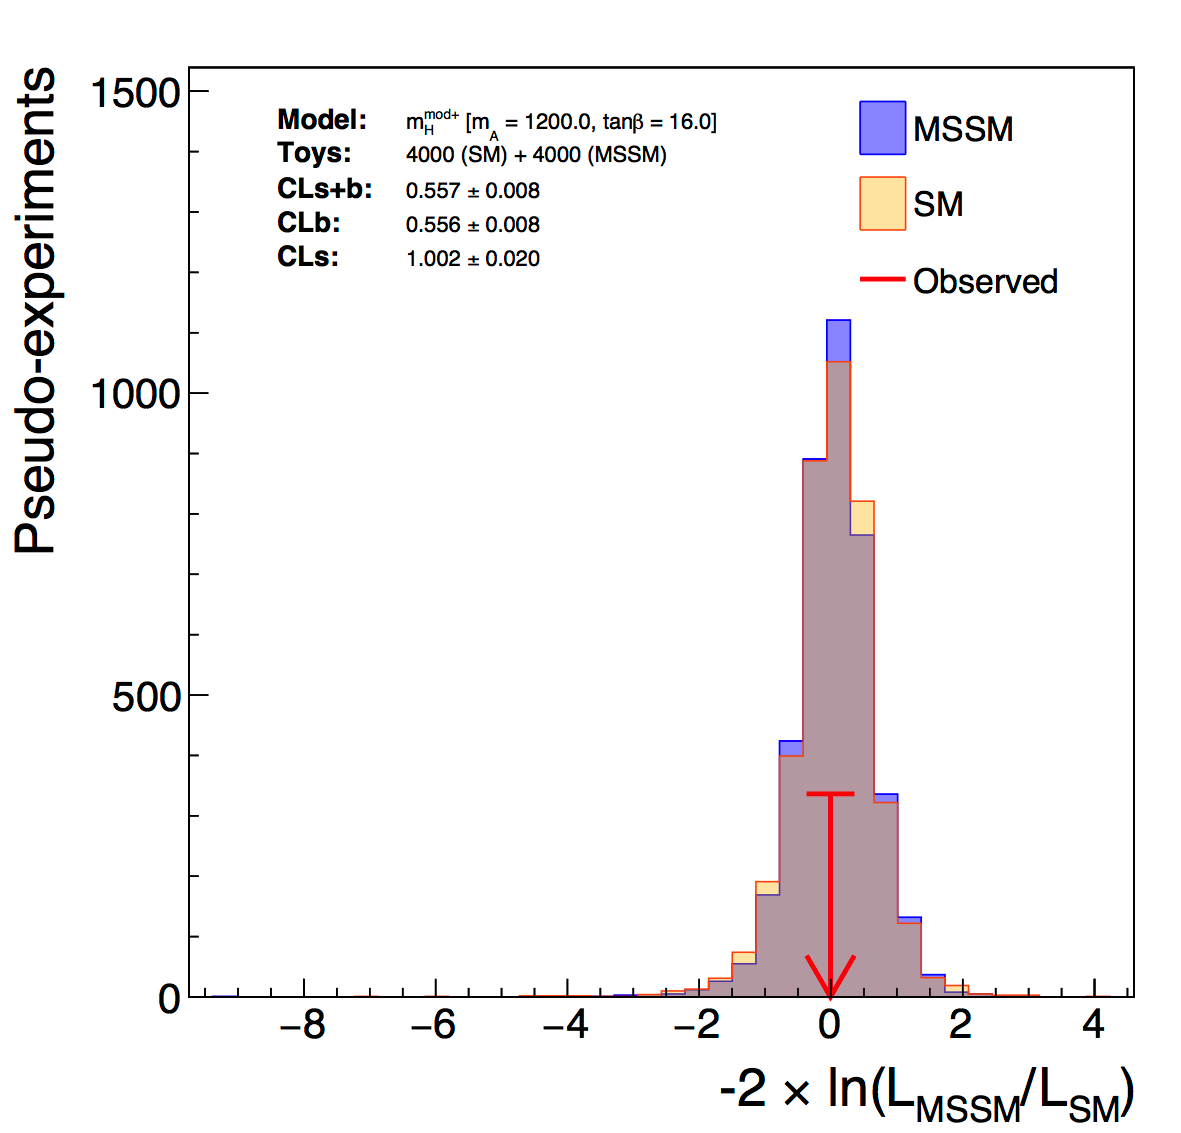 Pseudo-experiments
1500
1000
500
0
Model: m_H^mod+ [m_A = 1200.0, tanβ = 16.0]
Toys: 4000 (SM) + 4000 (MSSM)
CLs+b: 0.557 ± 0.008
CLb: 0.556 ± 0.008
CLs: 1.002 ± 0.020
MSSM
SM
Observed
−8 −6 −4 −2 0 2 4
-2 × ln(L_MSSM/L_SM)